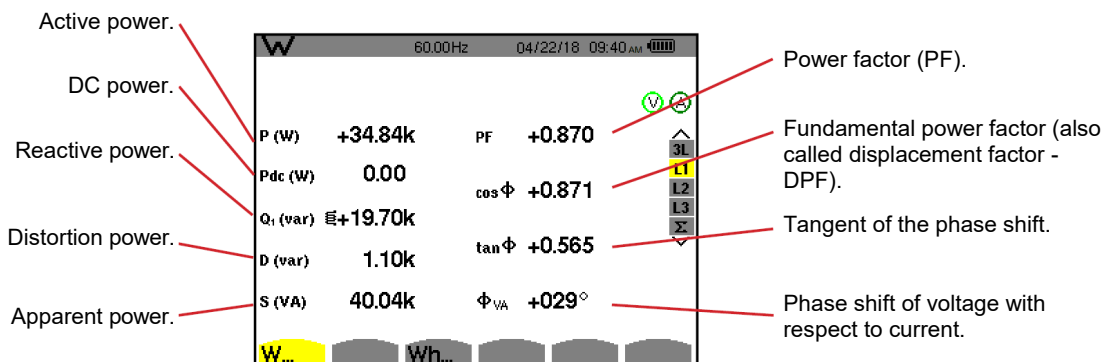 Active power.
DC power.
Reactive power.
Distortion power.
Apparent power.
W 60.00Hz 04/22/18 09:40 AM
V A
P (W) +34.84k
Pdc (W) 0.00
Q₁ (var) +19.70k
D (var) 1.10k
S (VA) 40.04k
PF +0.870
cos Φ +0.871
tan Φ +0.565
Φ VA +029°
3L
L1
L2
L3
Σ
W... Wh...
Power factor (PF).
Fundamental power factor (also
called displacement factor -
DPF).
Tangent of the phase shift.
Phase shift of voltage with
respect to current.